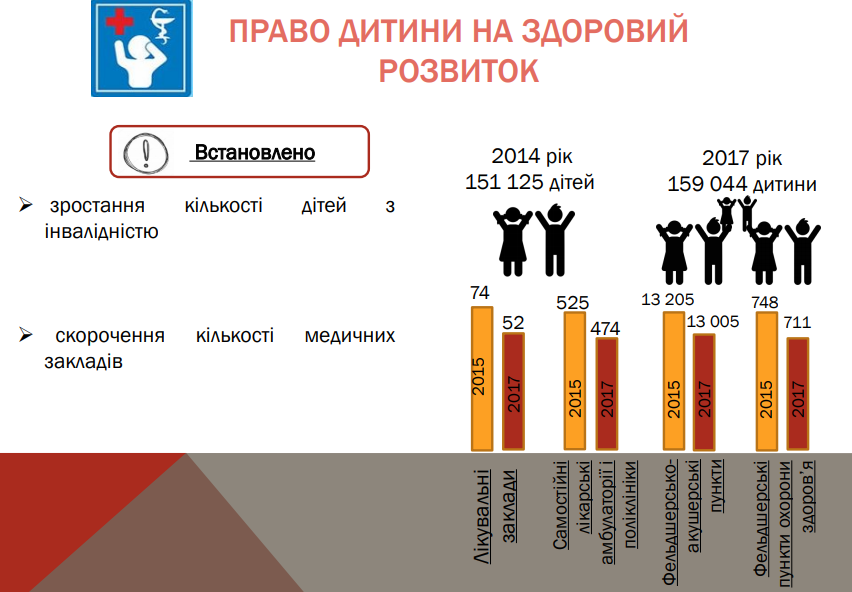 ПРАВО ДИТИНИ НА ЗДОРОВИЙ
РОЗВИТОК
Встановлено
зростання кількості дітей з
інвалідністю
скорочення кількості медичних
закладів
2014 рік
151 125 дітей
2017 рік
159 044 дитини
74
52
525
474
13 205
13 005
748
711
2015
2017
2015
2017
2015
2017
2015
2017
Лікувальні
заклади
Самостійні
лікарські
амбулаторії і
поліклініки
Фельдшерсько-
акушерські
пункти
Фельдшерські
пункти охорони
здоров’я